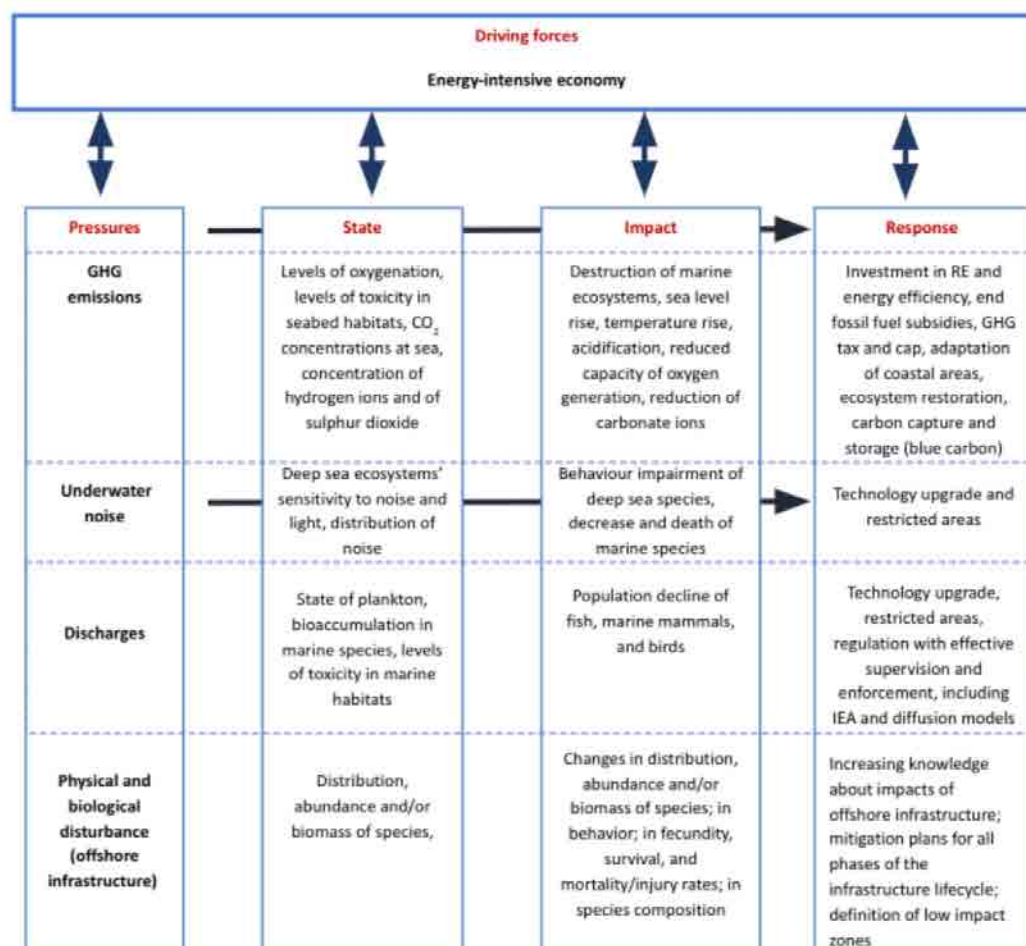 Driving forces
Energy-intensive economy
Pressures
State
Impact
Response
GHG
emissions
Levels of oxygenation,
levels of toxicity in
seabed habitats, CO₂
concentrations at sea,
concentration of
hydrogen ions and of
sulphur dioxide
Destruction of marine
ecosystems, sea level
rise, temperature rise,
acidification, reduced
capacity of oxygen
generation, reduction of
carbonate ions
Investment in RE and
energy efficiency, end
fossil fuel subsidies, GHG
tax and cap, adaptation
of coastal areas,
ecosystem restoration,
carbon capture and
storage (blue carbon)
Underwater
noise
Deep sea ecosystems’
sensitivity to noise and
light, distribution of
noise
Behaviour impairment of
deep sea species,
decrease and death of
marine species
Technology upgrade and
restricted areas
Discharges
State of plankton,
bioaccumulation in
marine species, levels
of toxicity in marine
habitats
Population decline of
fish, marine mammals,
and birds
Technology upgrade,
restricted areas,
regulation with effective
supervision and
enforcement, including
IEA and diffusion models
Physical and
biological
disturbance
(offshore
infrastructure)
Distribution,
abundance and/or
biomass of species,
Changes in distribution,
abundance and/or
biomass of species; in
behavior; in fecundity,
survival, and
mortality/injury rates; in
species composition
Increasing knowledge
about impacts of
offshore infrastructure;
mitigation plans for all
phases of the
infrastructure lifecycle;
definition of low impact
zones